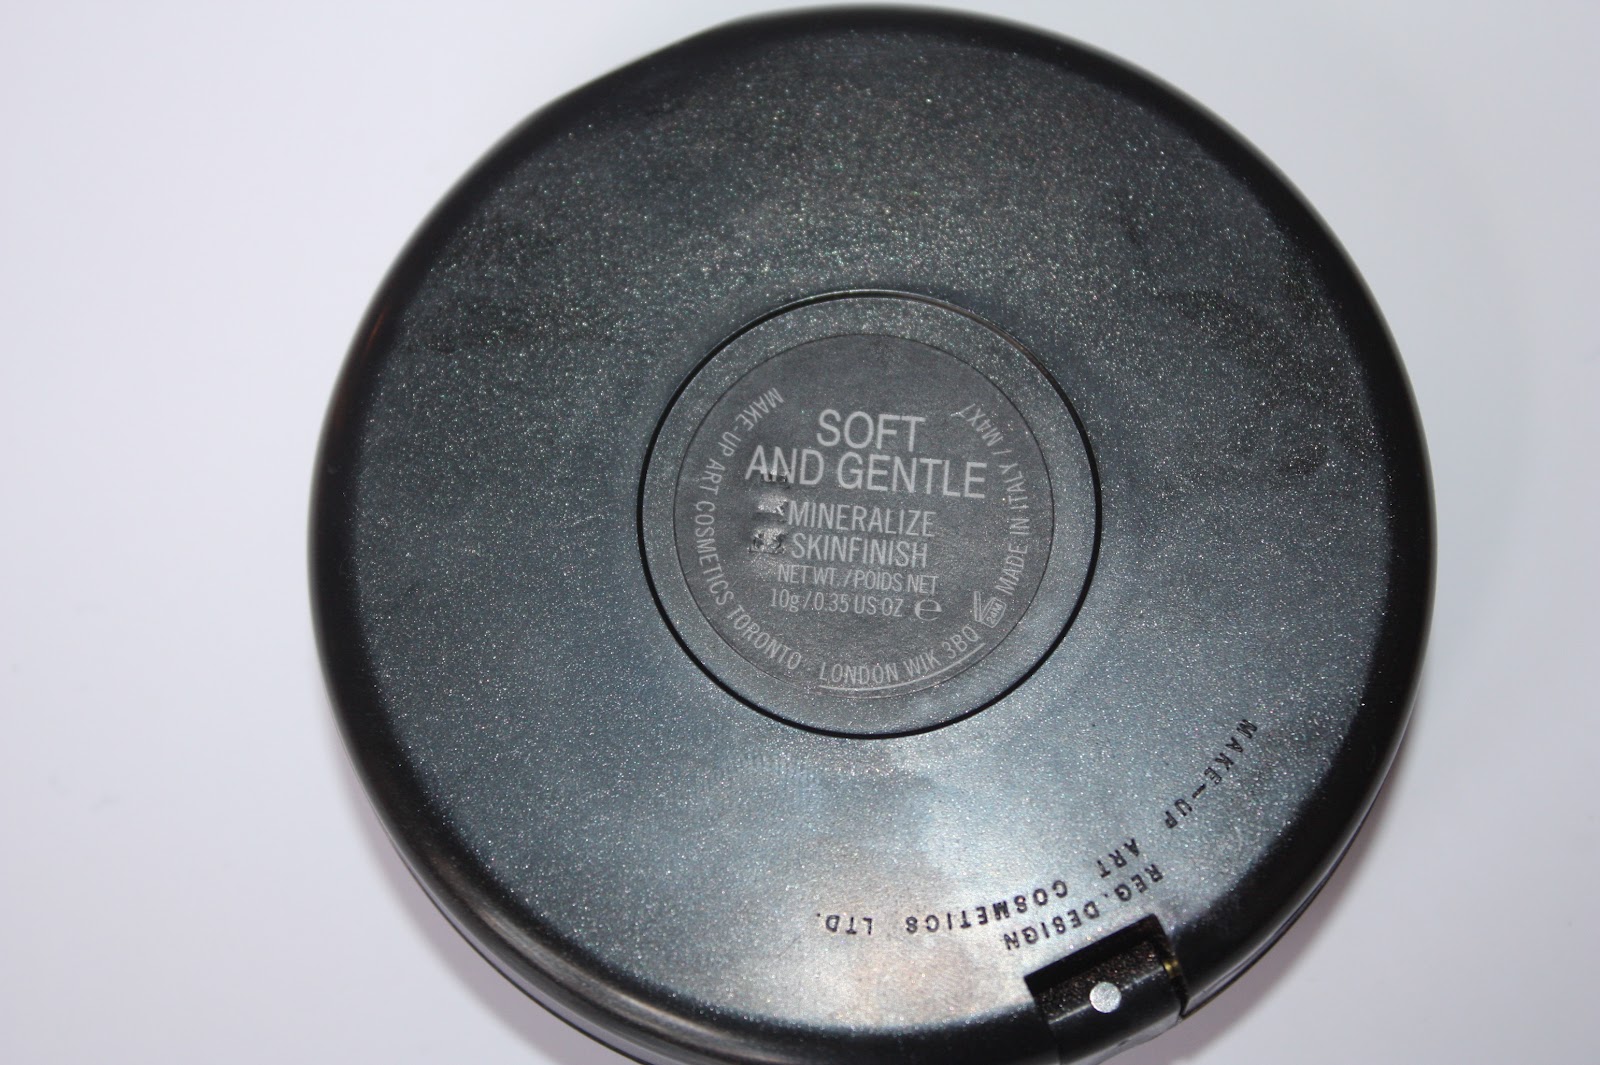 SOFT
AND GENTLE
MINERALIZE
SKINFINISH
NET WT. / POIDS NET
10g / 0.35 US OZ ℮
MAKE-UP ART COSMETICS TORONTO · LONDON W1K 3BQ MADE IN ITALY / M4X7
REG. DESIGN
MAKE-UP ART COSMETICS LTD.